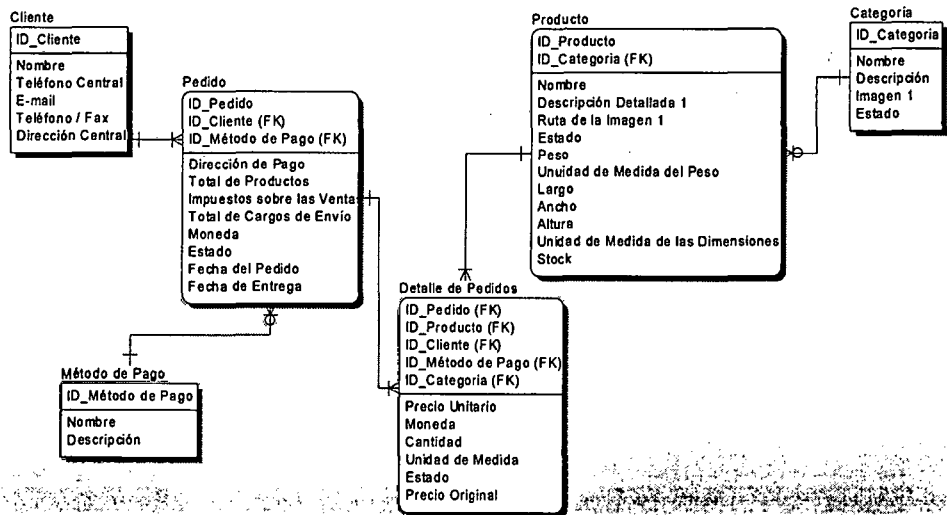 Cliente
ID_Cliente
Nombre
Teléfono Central
E-mail
Teléfono / Fax
Dirección Central
Pedido
ID_Pedido
ID_Cliente (FK)
ID_Método de Pago (FK)
Dirección de Pago
Total de Productos
Impuestos sobre las Venta
Total de Cargos de Envío
Moneda
Estado
Fecha del Pedido
Fecha de Entrega
Método de Pago
ID_Método de Pago
Nombre
Descripción
Detalle de Pedidos
ID_Pedido (FK)
ID_Producto (FK)
ID_Cliente (FK)
ID_Método de Pago (FK)
ID_Categoria (FK)
Precio Unitario
Moneda
Cantidad
Unidad de Medida
Estado
Precio Original
Producto
ID_Producto
ID_Categoria (FK)
Nombre
Descripción Detallada 1
Ruta de la Imagen 1
Estado
Peso
Unuidad de Medida del Peso
Largo
Ancho
Altura
Unidad de Medida de las Dimensiones
Stock
Categoria
ID_Categoria
Nombre
Descripción
Imagen 1
Estado